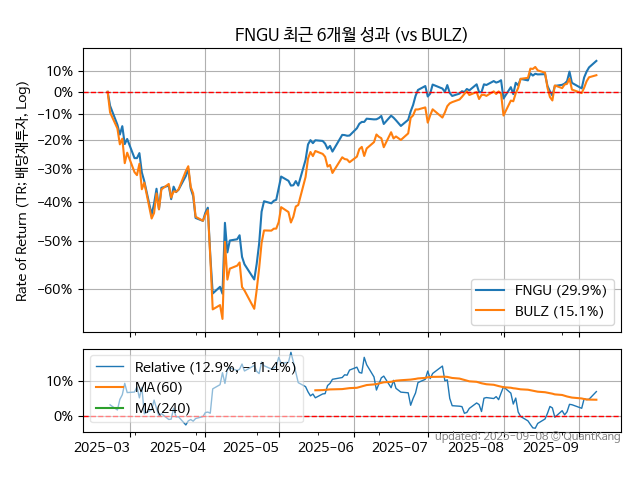 FNGU 최근 6개월 성과 (vs BULZ)
Rate of Return (TR; 배당재투자, Log)
10%
0%
−10%
−20%
−30%
−40%
−50%
−60%
FNGU (29.9%)
BULZ (15.1%)
10%
0%
Relative (12.9%, −11.4%)
MA(60)
MA(240)
2025-03 2025-04 2025-05 2025-06 2025-07 2025-08 2025-09
updated: 2025-09-08 © QuantKang